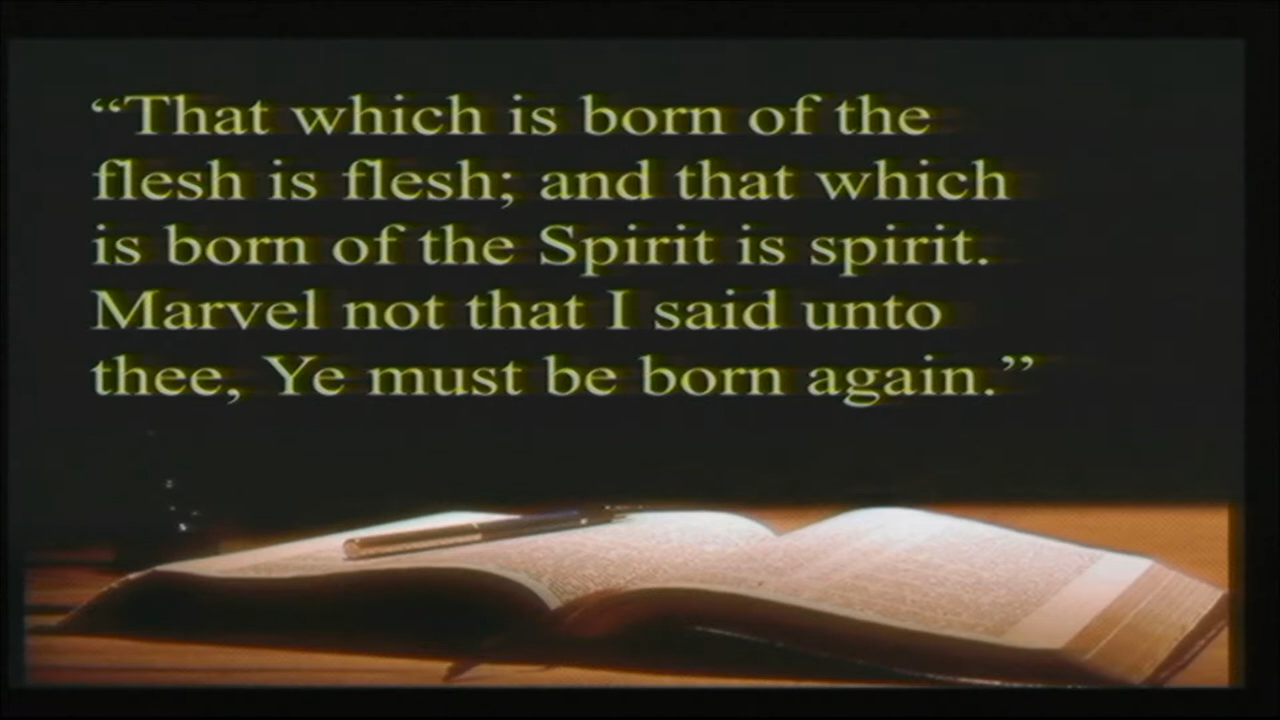 “That which is born of the
flesh is flesh; and that which
is born of the Spirit is spirit.
Marvel not that I said unto
thee, Ye must be born again.”